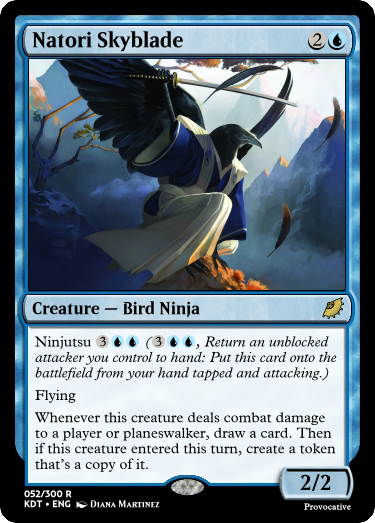 Natori Skyblade 2
Creature — Bird Ninja
Ninjutsu 3 (3, Return an unblocked
attacker you control to hand: Put this card onto the
battlefield from your hand tapped and attacking.)
Flying
Whenever this creature deals combat damage
to a player or planeswalker, draw a card. Then
if this creature entered this turn, create a token
that's a copy of it.
2/2
052/300 R
KDT • ENG Diana Martinez
Provocative